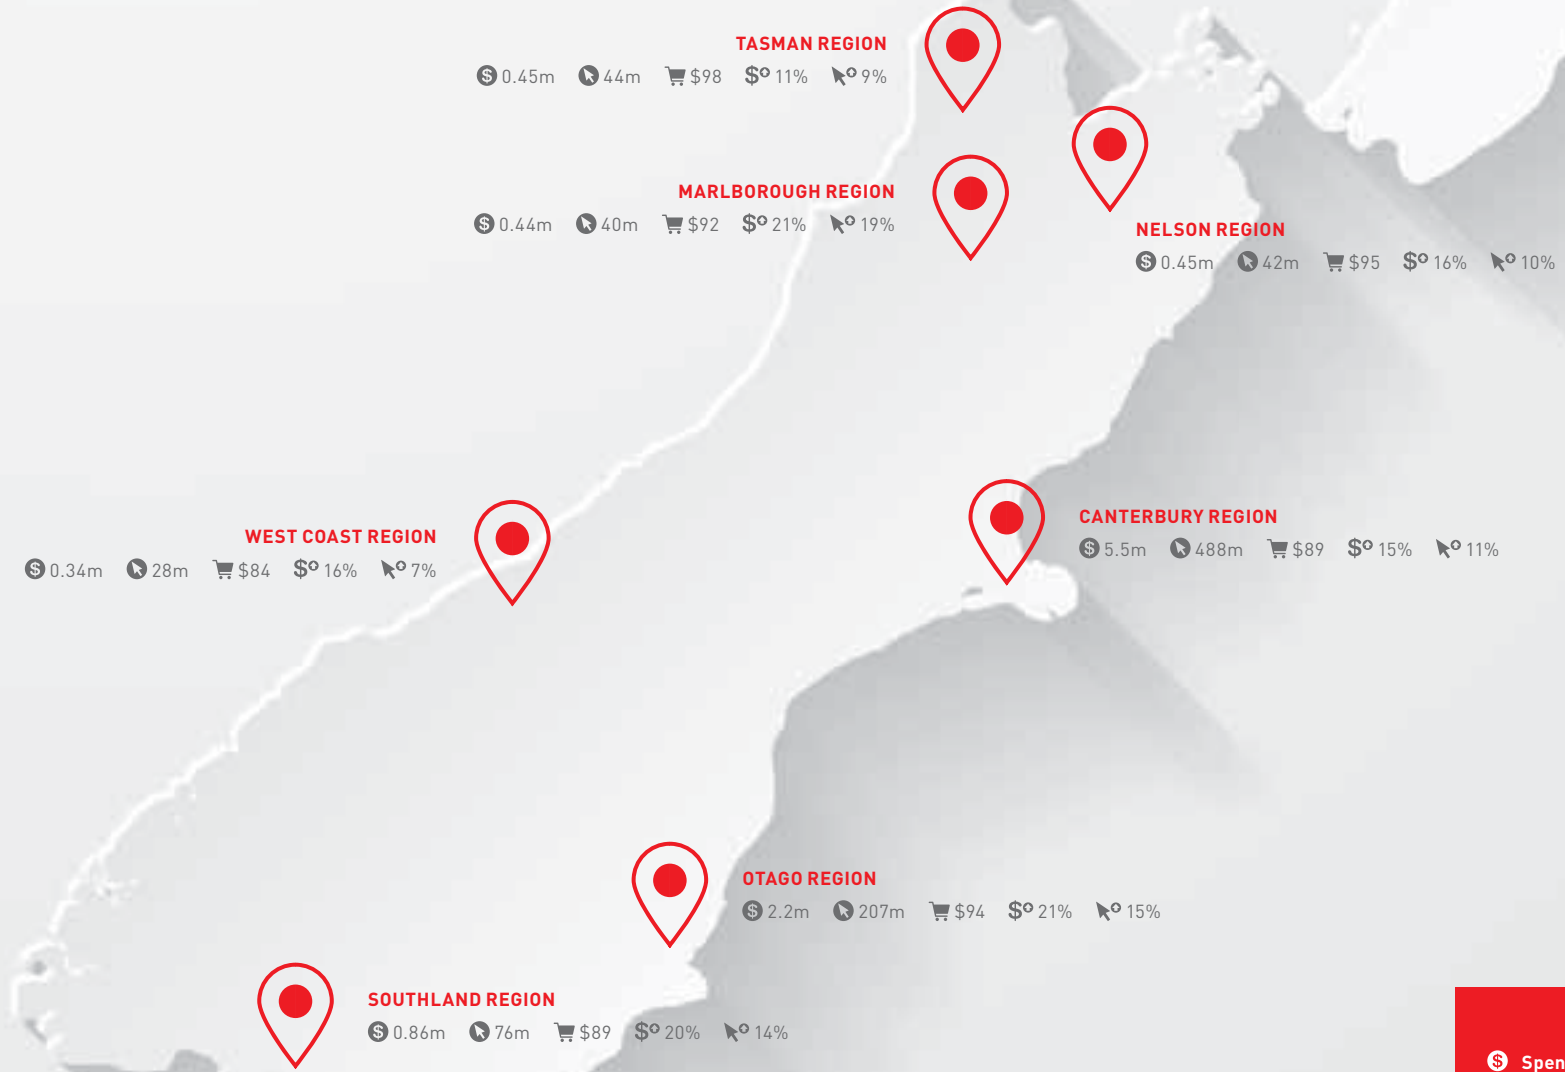 TASMAN REGION
0.45m 44m $98 11% 9%
MARLBOROUGH REGION
0.44m 40m $92 21% 19%
NELSON REGION
0.45m 42m $95 16% 10%
WEST COAST REGION
0.34m 28m $84 16% 7%
CANTERBURY REGION
5.5m 488m $89 15% 11%
OTAGO REGION
2.2m 207m $94 21% 15%
SOUTHLAND REGION
0.86m 76m $89 20% 14%
Spen